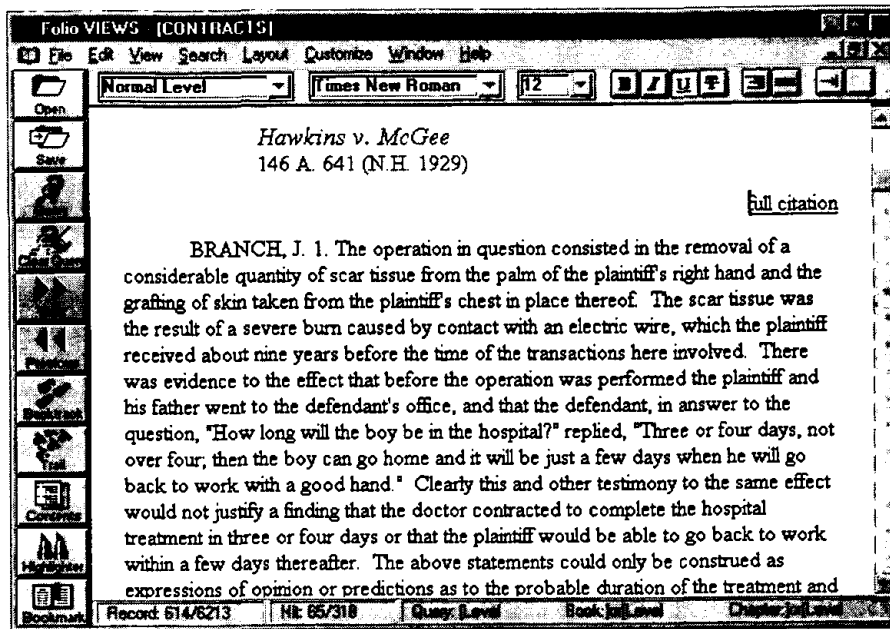 Folio VIEWS - [CONTRACTS]
File Edit View Search Layout Customize Window Help
Normal Level Times New Roman 12 B I U T
Open
Save
Clear Query
Previous
Backtrack
Trail
Contents
Highlighter
Bookmark
Hawkins v. McGee
146 A. 641 (N.H. 1929)
full citation
BRANCH, J. 1. The operation in question consisted in the removal of a
considerable quantity of scar tissue from the palm of the plaintiff's right hand and the
grafting of skin taken from the plaintiff's chest in place thereof. The scar tissue was
the result of a severe burn caused by contact with an electric wire, which the plaintiff
received about nine years before the time of the transactions here involved. There
was evidence to the effect that before the operation was performed the plaintiff and
his father went to the defendant's office, and that the defendant, in answer to the
question, "How long will the boy be in the hospital?" replied, "Three or four days, not
over four; then the boy can go home and it will be just a few days when he will go
back to work with a good hand." Clearly this and other testimony to the same effect
would not justify a finding that the doctor contracted to complete the hospital
treatment in three or four days or that the plaintiff would be able to go back to work
within a few days thereafter. The above statements could only be construed as
expressions of opinion or predictions as to the probable duration of the treatment and
Record: 614/6213 Hit: 65/318 Query: [Level Book: Chapter: